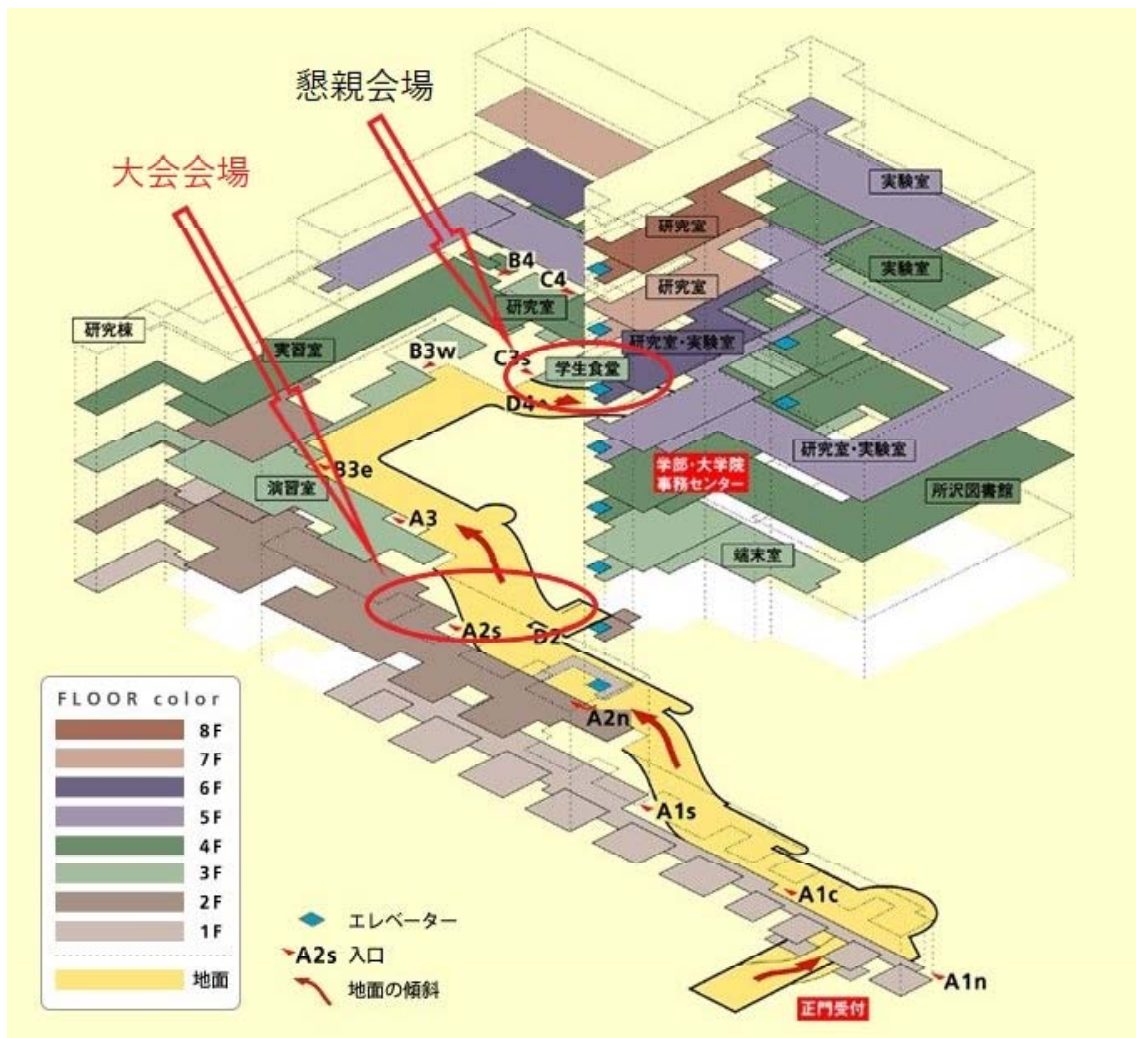 懇親会場
大会会場
実験室
研究室
B4
実験室
C4
研究室
研究室
研究棟
研究室・実験室
実習室
B3w
C3s
学生食堂
D4
研究室・実験室
B3e
学部・大学院
事務センター
演習室
所沢図書館
A3
端末室
A2s
D2
A2n
A1s
A1c
A1n
正門受付
FLOOR color
8F
7F
6F
5F
4F
3F
2F
1F
地面
エレベーター
A2s 入口
地面の傾斜